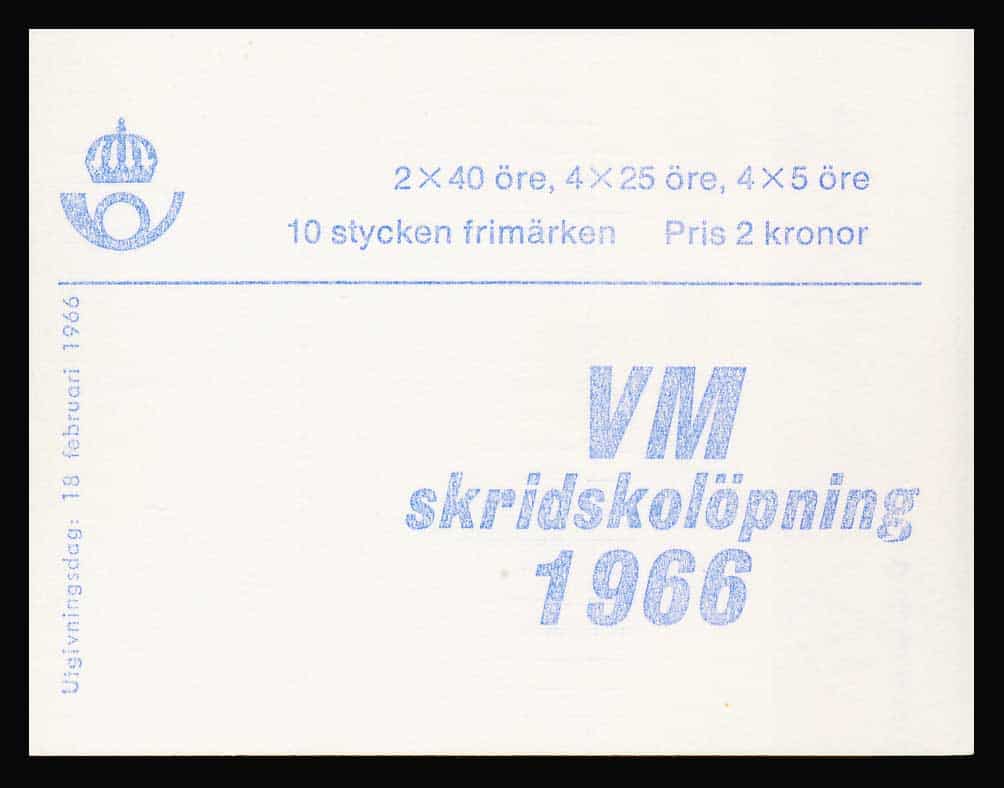 2×40 öre, 4×25 öre, 4×5 öre
10 stycken frimärken Pris 2 kronor
Utgivningsdag: 18 februari 1966
VM
skridskolöpning
1966